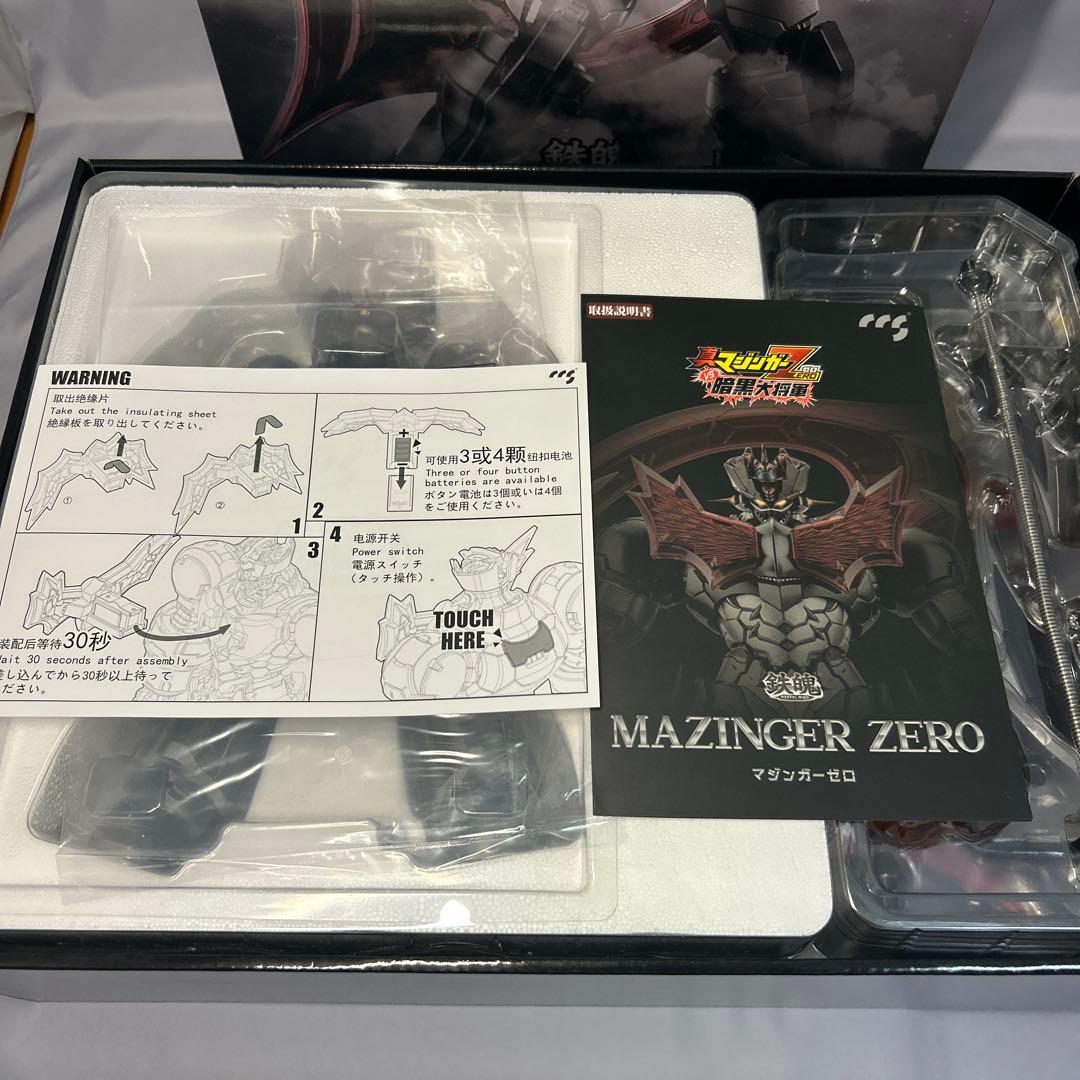 鉄魄
WARNING
ccs
取出绝缘片
Take out the insulating sheet
絶縁板を取り出してください。
①
②
1
2
可使用3或4颗纽扣电池
Three or four button
batteries are available
ボタン電池は3個或いは4個
をご使用ください。
3
装配后等待30秒
Wait 30 seconds after assembly
差し込んでから30秒以上待って
ください。
4
电源开关
Power switch
電源スイッチ
(タッチ操作)。
TOUCH
HERE
取扱説明書
ccs
真マジンガーZERO
VS
暗黒大将軍
鉄魄
MAZINGER ZERO
マジンガーゼロ